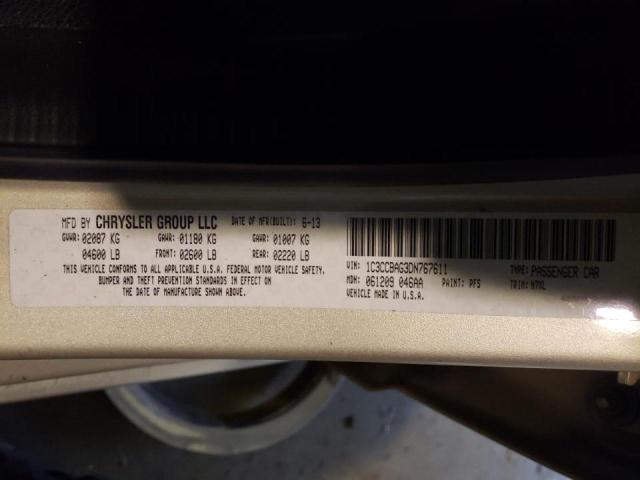 MFD BY CHRYSLER GROUP LLC DATE OF MFR(BUILT): 6-13
GVWR: 02087 KG GAWR: 01180 KG GAWR: 01007 KG
04600 LB FRONT: 02600 LB REAR: 02220 LB
THIS VEHICLE CONFORMS TO ALL APPLICABLE U.S.A. FEDERAL MOTOR VEHICLE SAFETY,
BUMPER AND THEFT PREVENTION STANDARDS IN EFFECT ON
THE DATE OF MANUFACTURE SHOWN ABOVE.
VIN: 1C3CCBAG3DN767611 TYPE: PASSENGER CAR
MDH: 061209 046AA PAINT: PFS TRIM: N7XL
VEHICLE MADE IN U.S.A.